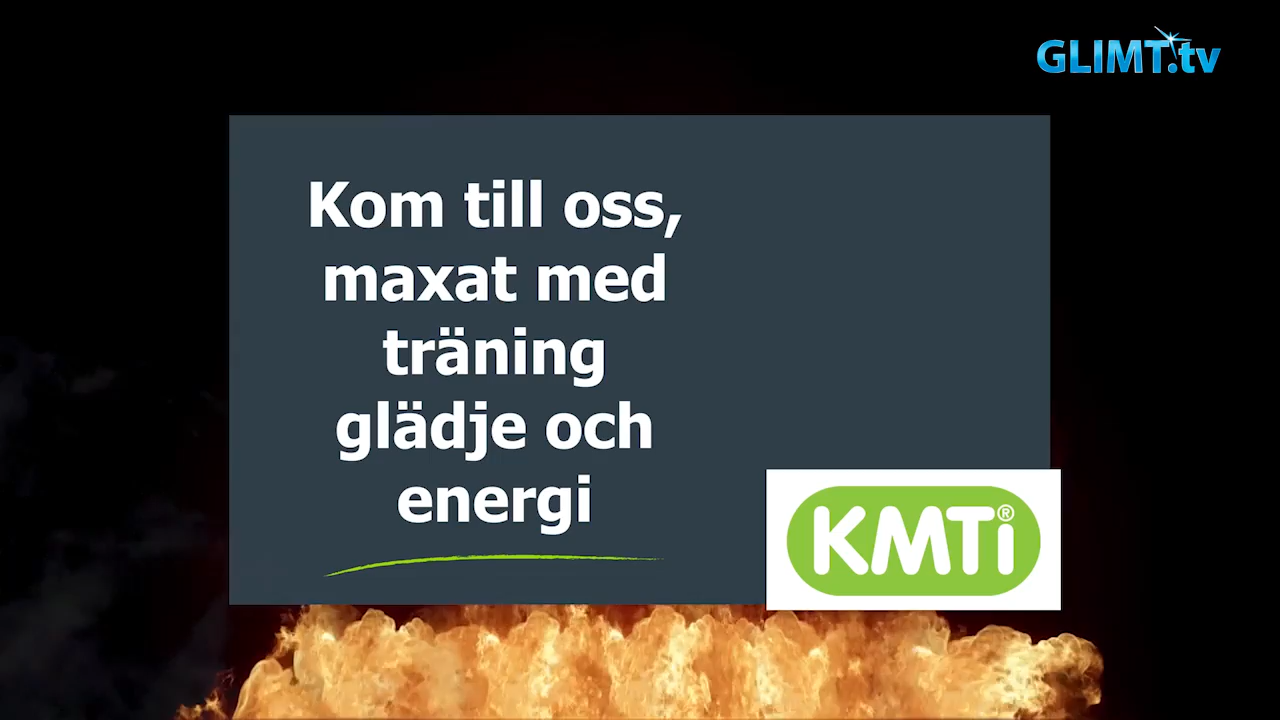 GLIMT.tv
Kom till oss,
maxat med
träning
glädje och
energi
KMTi®